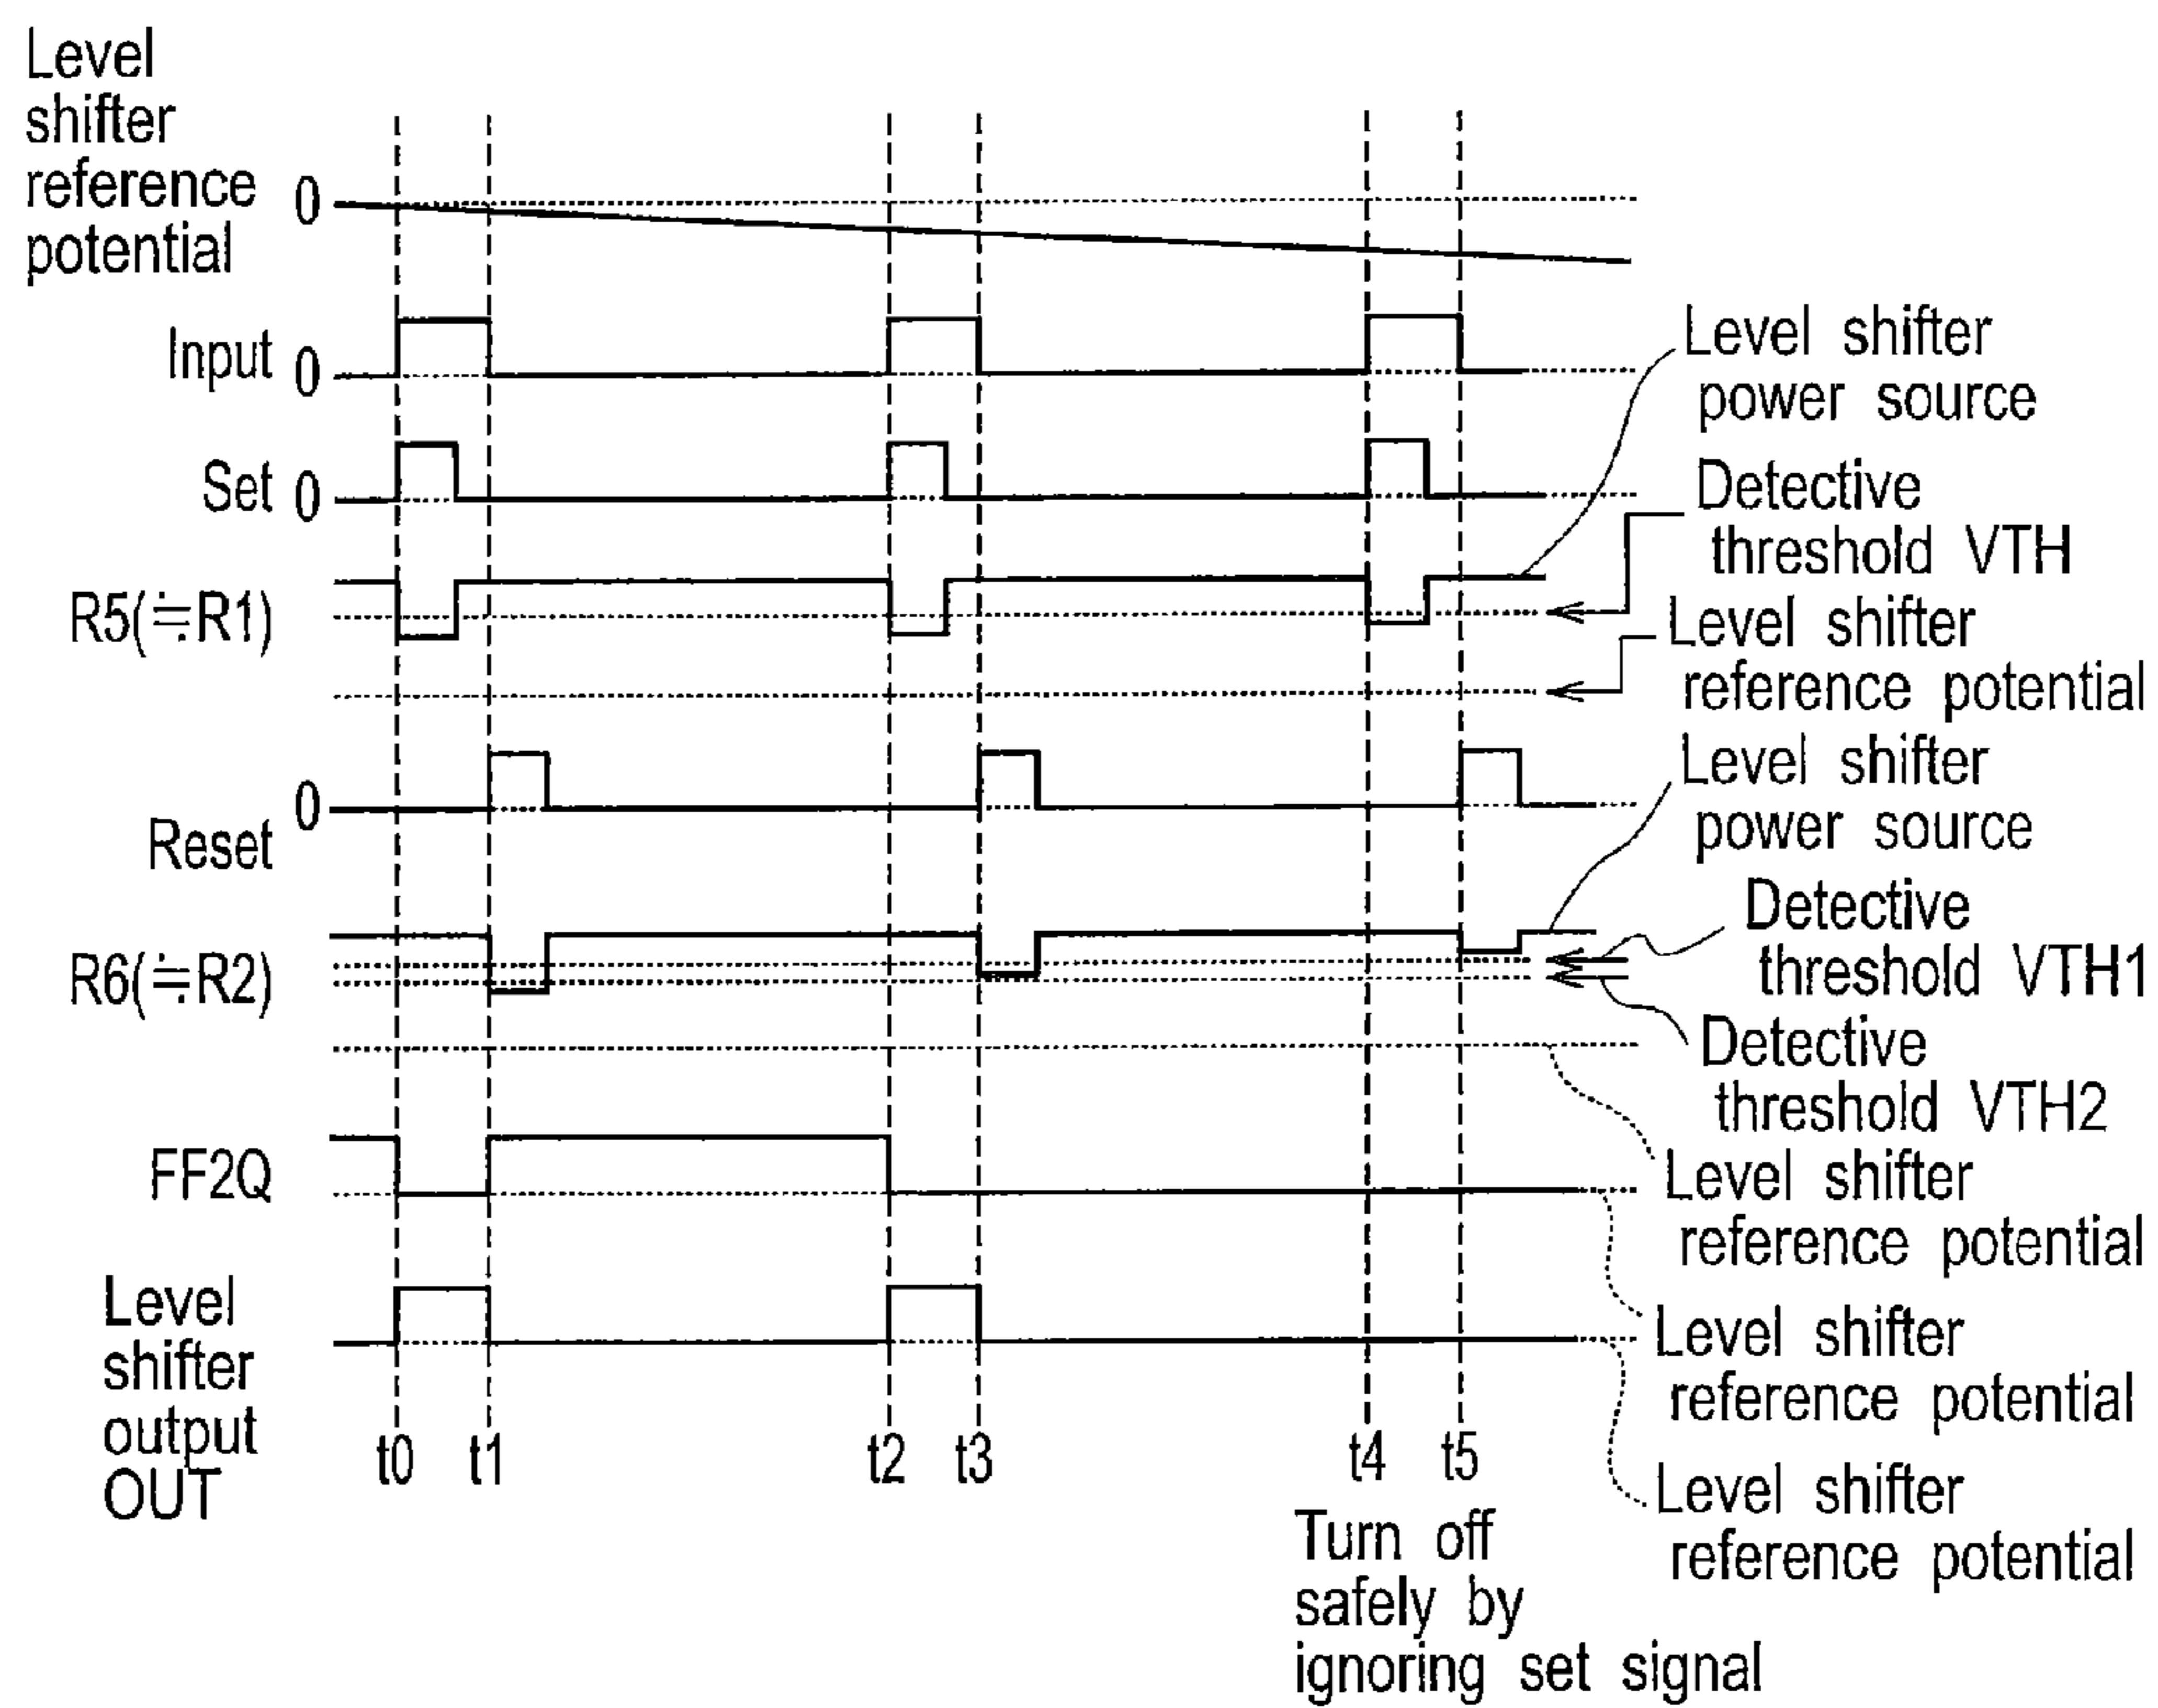 Level
shifter
reference
potential
0
Input 0
Set 0
R5(≒R1)
0
Reset
R6(≒R2)
FF2Q
Level
shifter
output
OUT
t0 t1 t2 t3 t4 t5
Turn off
safely by
ignoring set signal
Level shifter
power source
Detective
threshold VTH
Level shifter
reference potential
Level shifter
power source
Detective
threshold VTH1
Detective
threshold VTH2
Level shifter
reference potential
Level shifter
reference potential
Level shifter
reference potential